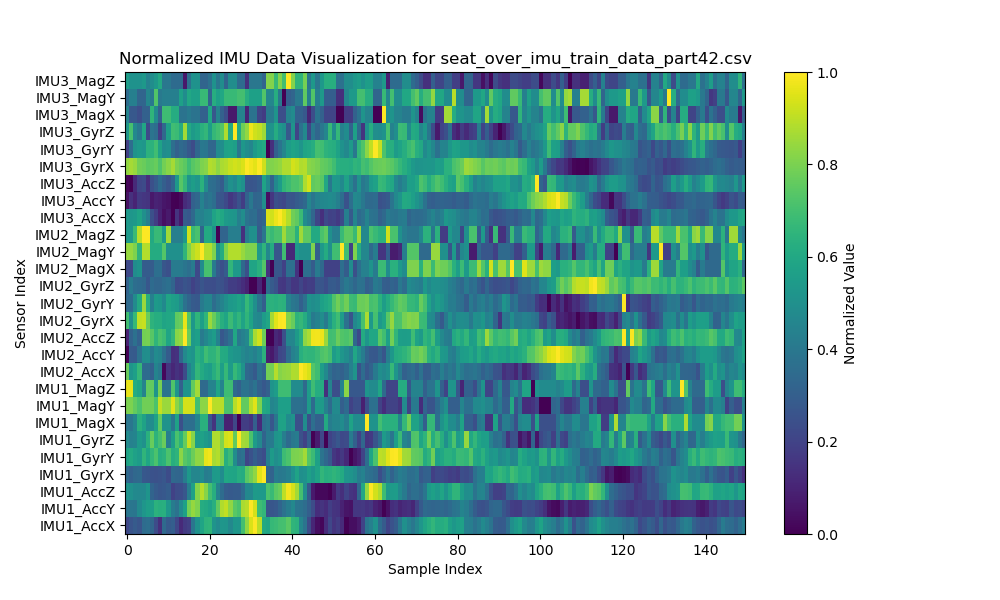 Normalized IMU Data Visualization for seat_over_imu_train_data_part42.csv
IMU3_MagZ
IMU3_MagY
IMU3_MagX
IMU3_GyrZ
IMU3_GyrY
IMU3_GyrX
IMU3_AccZ
IMU3_AccY
IMU3_AccX
IMU2_MagZ
IMU2_MagY
IMU2_MagX
IMU2_GyrZ
IMU2_GyrY
IMU2_GyrX
IMU2_AccZ
IMU2_AccY
IMU2_AccX
IMU1_MagZ
IMU1_MagY
IMU1_MagX
IMU1_GyrZ
IMU1_GyrY
IMU1_GyrX
IMU1_AccZ
IMU1_AccY
IMU1_AccX
Sensor Index
0 20 40 60 80 100 120 140
Sample Index
1.0
0.8
0.6
0.4
0.2
0.0
Normalized Value